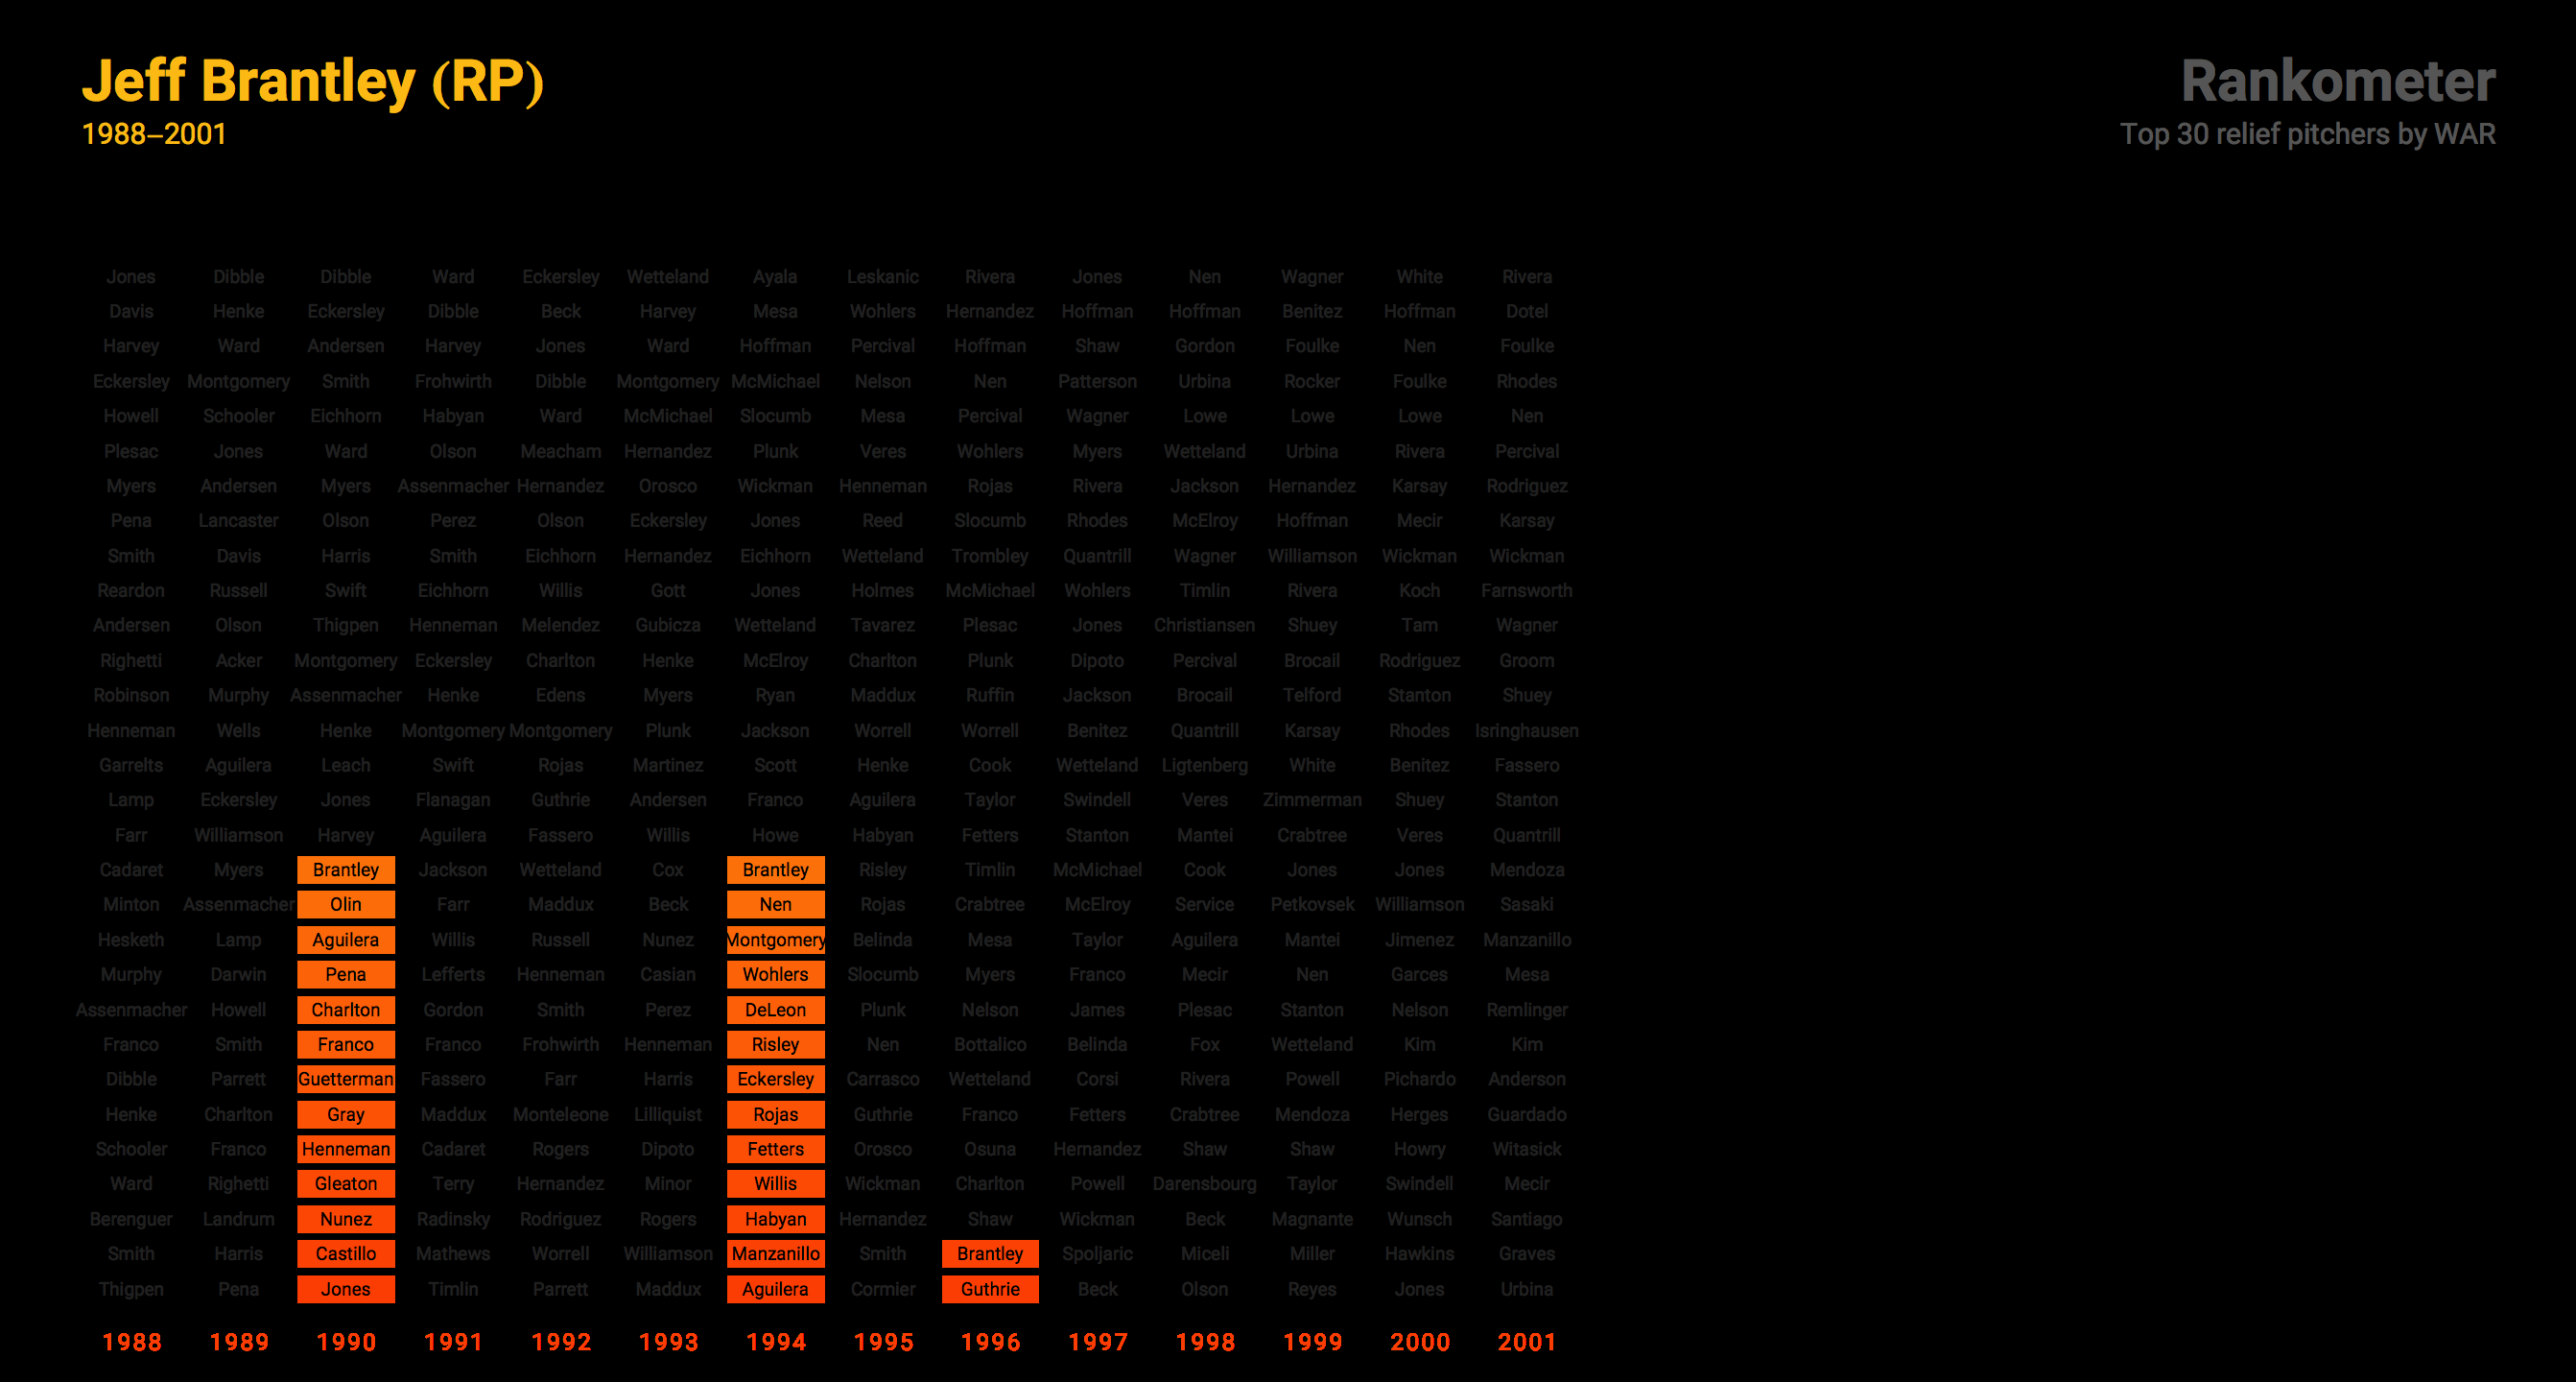 Jeff Brantley (RP)
1988–2001
Rankometer
Top 30 relief pitchers by WAR
Jones Dibble Dibble Ward Eckersley Wetteland Ayala Leskanic Rivera Jones Nen Wagner White Rivera
Davis Henke Eckersley Dibble Beck Harvey Mesa Wohlers Hernandez Hoffman Hoffman Benitez Hoffman Dotel
Harvey Ward Andersen Harvey Jones Ward Hoffman Percival Hoffman Shaw Gordon Foulke Nen Foulke
Eckersley Montgomery Smith Frohwirth Dibble Montgomery McMichael Nelson Nen Patterson Urbina Rocker Foulke Rhodes
Howell Schooler Eichhorn Habyan Ward McMichael Slocumb Mesa Percival Wagner Lowe Lowe Lowe Nen
Plesac Jones Ward Olson Meacham Hernandez Plunk Veres Wohlers Myers Wetteland Urbina Rivera Percival
Myers Andersen Myers Assenmacher Hernandez Orosco Wickman Henneman Rojas Rivera Jackson Hernandez Karsay Rodriguez
Pena Lancaster Olson Perez Olson Eckersley Jones Reed Slocumb Rhodes McElroy Hoffman Mecir Karsay
Smith Davis Harris Smith Eichhorn Hernandez Eichhorn Wetteland Trombley Quantrill Wagner Williamson Wickman Wickman
Reardon Russell Swift Eichhorn Willis Gott Jones Holmes McMichael Wohlers Timlin Rivera Koch Farnsworth
Andersen Olson Thigpen Henneman Melendez Gubicza Wetteland Tavarez Plesac Jones Christiansen Shuey Tam Wagner
Righetti Acker Montgomery Eckersley Charlton Henke McElroy Charlton Plunk Dipoto Percival Brocail Rodriguez Groom
Robinson Murphy Assenmacher Henke Edens Myers Ryan Maddux Ruffin Jackson Brocail Telford Stanton Shuey
Henneman Wells Henke Montgomery Montgomery Plunk Jackson Worrell Worrell Benitez Quantrill Karsay Rhodes Isringhausen
Garrelts Aguilera Leach Swift Rojas Martinez Scott Henke Cook Wetteland Ligtenberg White Benitez Fassero
Lamp Eckersley Jones Flanagan Guthrie Andersen Franco Aguilera Taylor Swindell Veres Zimmerman Shuey Stanton
Farr Williamson Harvey Aguilera Fassero Willis Howe Habyan Fetters Stanton Mantei Crabtree Veres Quantrill
Cadaret Myers Brantley Jackson Wetteland Cox Brantley Risley Timlin McMichael Cook Jones Jones Mendoza
Minton Assenmacher Olin Farr Maddux Beck Nen Rojas Crabtree McElroy Service Petkovsek Williamson Sasaki
Hesketh Lamp Aguilera Willis Russell Nunez Montgomery Belinda Mesa Taylor Aguilera Mantei Jimenez Manzanillo
Murphy Darwin Pena Lefferts Henneman Casian Wohlers Slocumb Myers Franco Mecir Nen Garces Mesa
Assenmacher Howell Charlton Gordon Smith Perez DeLeon Plunk Nelson James Plesac Stanton Nelson Remlinger
Franco Smith Franco Franco Frohwirth Henneman Risley Nen Bottalico Belinda Fox Wetteland Kim Kim
Dibble Parrett Guetterman Fassero Farr Harris Eckersley Carrasco Wetteland Corsi Rivera Powell Pichardo Anderson
Henke Charlton Gray Maddux Monteleone Lilliquist Rojas Guthrie Franco Fetters Crabtree Mendoza Herges Guardado
Schooler Franco Henneman Cadaret Rogers Dipoto Fetters Orosco Osuna Hernandez Shaw Shaw Howry Witasick
Ward Righetti Gleaton Terry Hernandez Minor Willis Wickman Charlton Powell Darensbourg Taylor Swindell Mecir
Berenguer Landrum Nunez Radinsky Rodriguez Rogers Habyan Hernandez Shaw Wickman Beck Magnante Wunsch Santiago
Smith Harris Castillo Mathews Worrell Williamson Manzanillo Smith Brantley Spoljaric Miceli Miller Hawkins Graves
Thigpen Pena Jones Timlin Parrett Maddux Aguilera Cormier Guthrie Beck Olson Reyes Jones Urbina
1988 1989 1990 1991 1992 1993 1994 1995 1996 1997 1998 1999 2000 2001